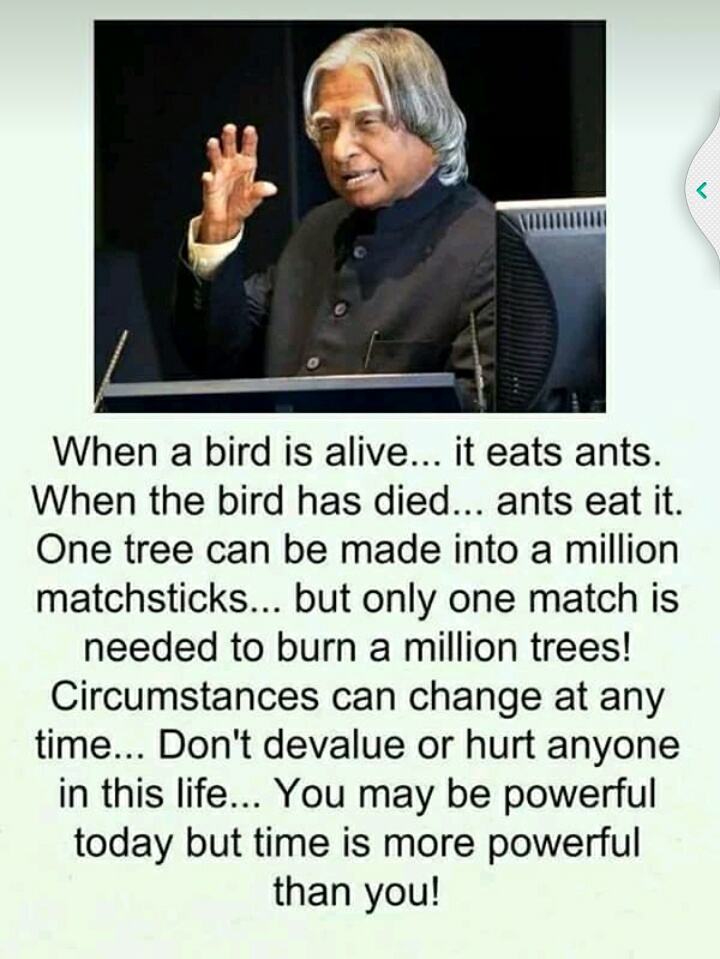 When a bird is alive... it eats ants.
When the bird has died... ants eat it.
One tree can be made into a million
matchsticks... but only one match is
needed to burn a million trees!
Circumstances can change at any
time... Don't devalue or hurt anyone
in this life... You may be powerful
today but time is more powerful
than you!